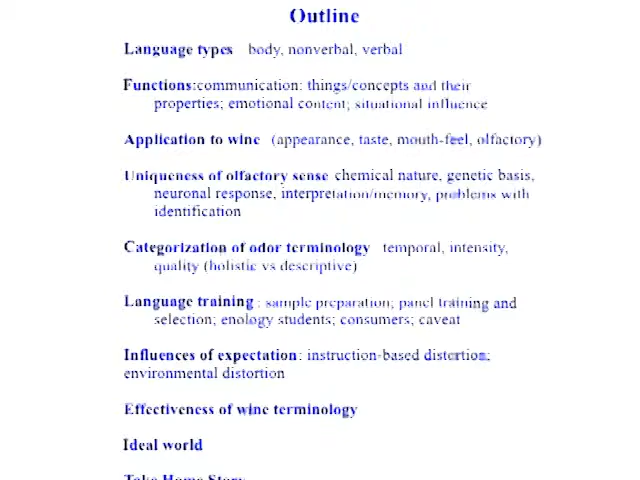 Outline
Language types body, nonverbal, verbal
Functions:communication: things/concepts and their
properties; emotional content; situational influence
Application to wine (appearance, taste, mouth-feel, olfactory)
Uniqueness of olfactory sense chemical nature, genetic basis,
neuronal response, interpretation/memory, problems with
identification
Categorization of odor terminology temporal, intensity,
quality (holistic vs descriptive)
Language training : sample preparation; panel training and
selection; enology students; consumers; caveat
Influences of expectation: instruction-based distortion;
environmental distortion
Effectiveness of wine terminology
Ideal world
Take Home Story